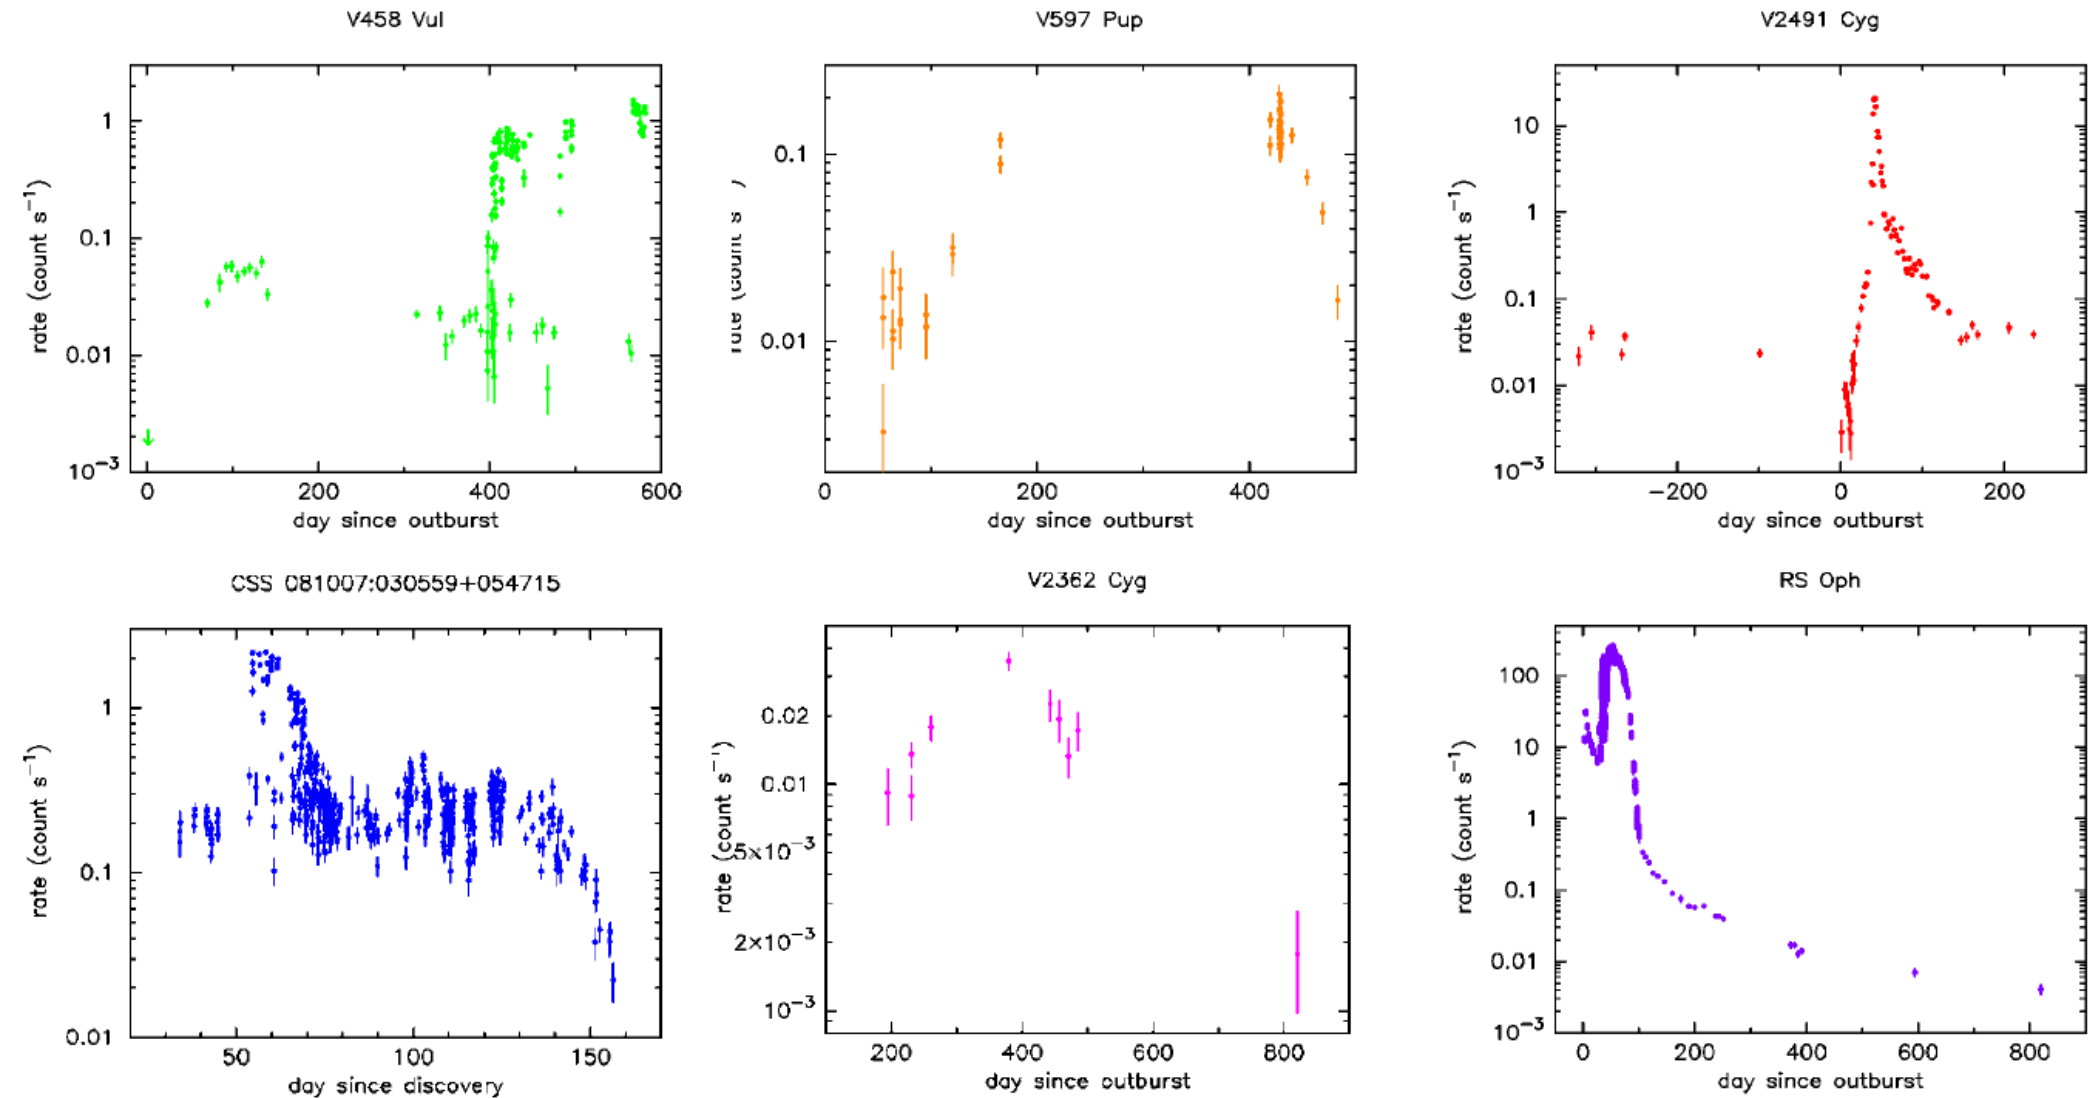 V458 Vul
V597 Pup
V2491 Cyg
rate (count s⁻¹)
1
0.1
0.01
10⁻³
0 200 400 600
day since outburst
rate (count s )
0.1
0.01
0 200 400
day since outburst
rate (count s⁻¹)
10
1
0.1
0.01
10⁻³
−200 0 200
day since outburst
CSS 081007:030559+054715
V2362 Cyg
RS Oph
rate (count s⁻¹)
1
0.1
0.01
50 100 150
day since discovery
rate (count s⁻¹)
0.02
0.01
5×10⁻³
2×10⁻³
10⁻³
200 400 600 800
day since outburst
rate (count s⁻¹)
100
10
1
0.1
0.01
10⁻³
0 200 400 600 800
day since outburst